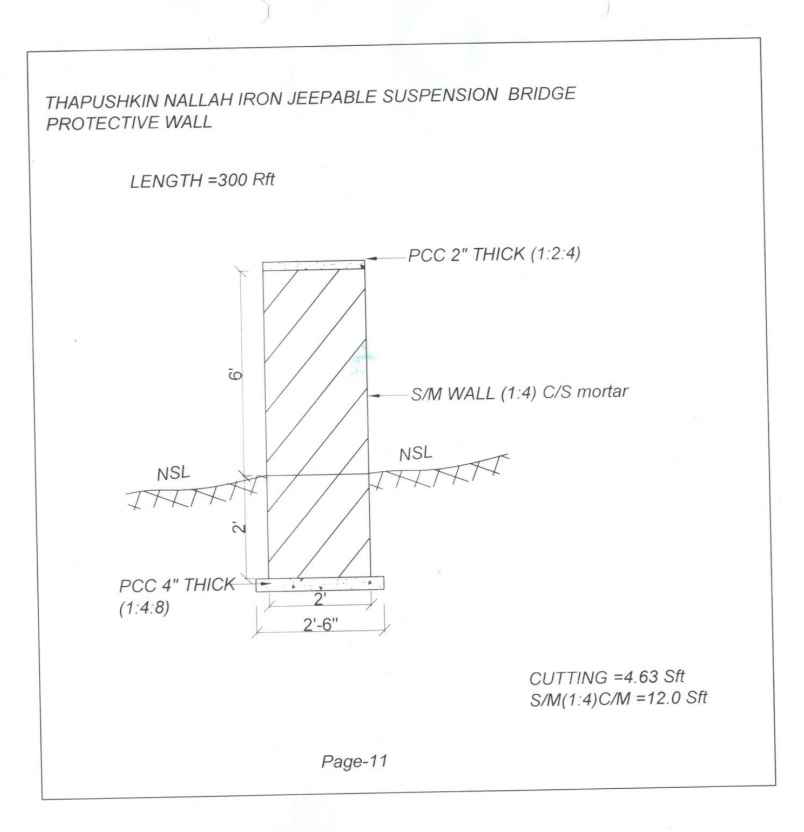 THAPUSHKIN NALLAH IRON JEEPABLE SUSPENSION BRIDGE
PROTECTIVE WALL
LENGTH =300 Rft
PCC 2" THICK (1:2:4)
6'
S/M WALL (1:4) C/S mortar
NSL
NSL
2'
PCC 4" THICK
(1:4:8)
2'
2'-6"
CUTTING =4.63 Sft
S/M(1:4)C/M =12.0 Sft
Page-11